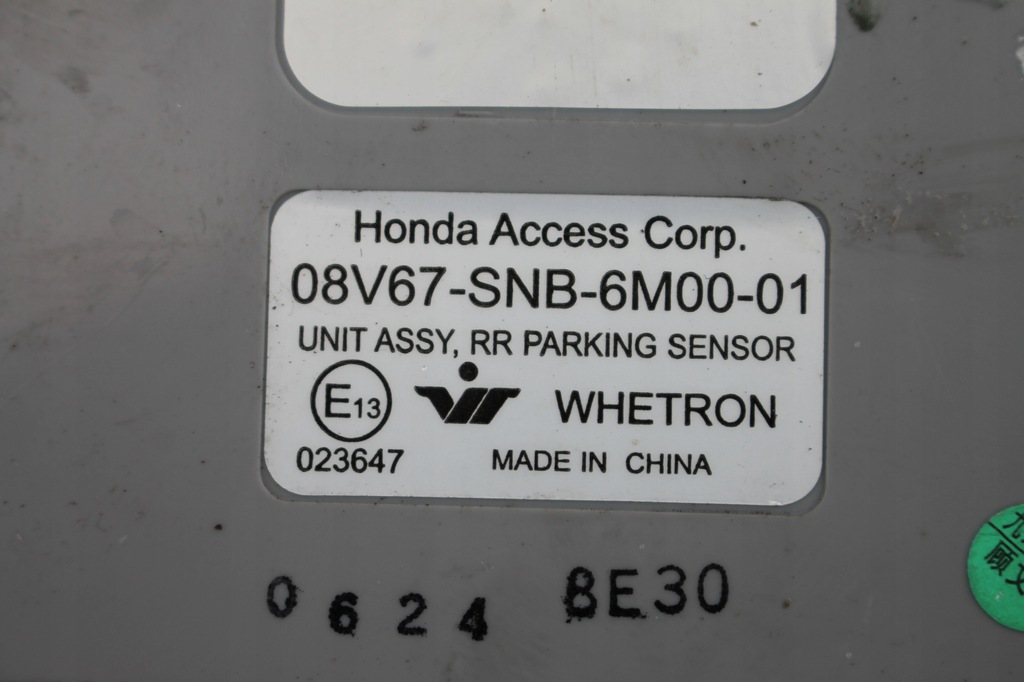 Honda Access Corp.
08V67-SNB-6M00-01
UNIT ASSY, RR PARKING SENSOR
E13
WHETRON
023647
MADE IN CHINA
0624 8E30
顾